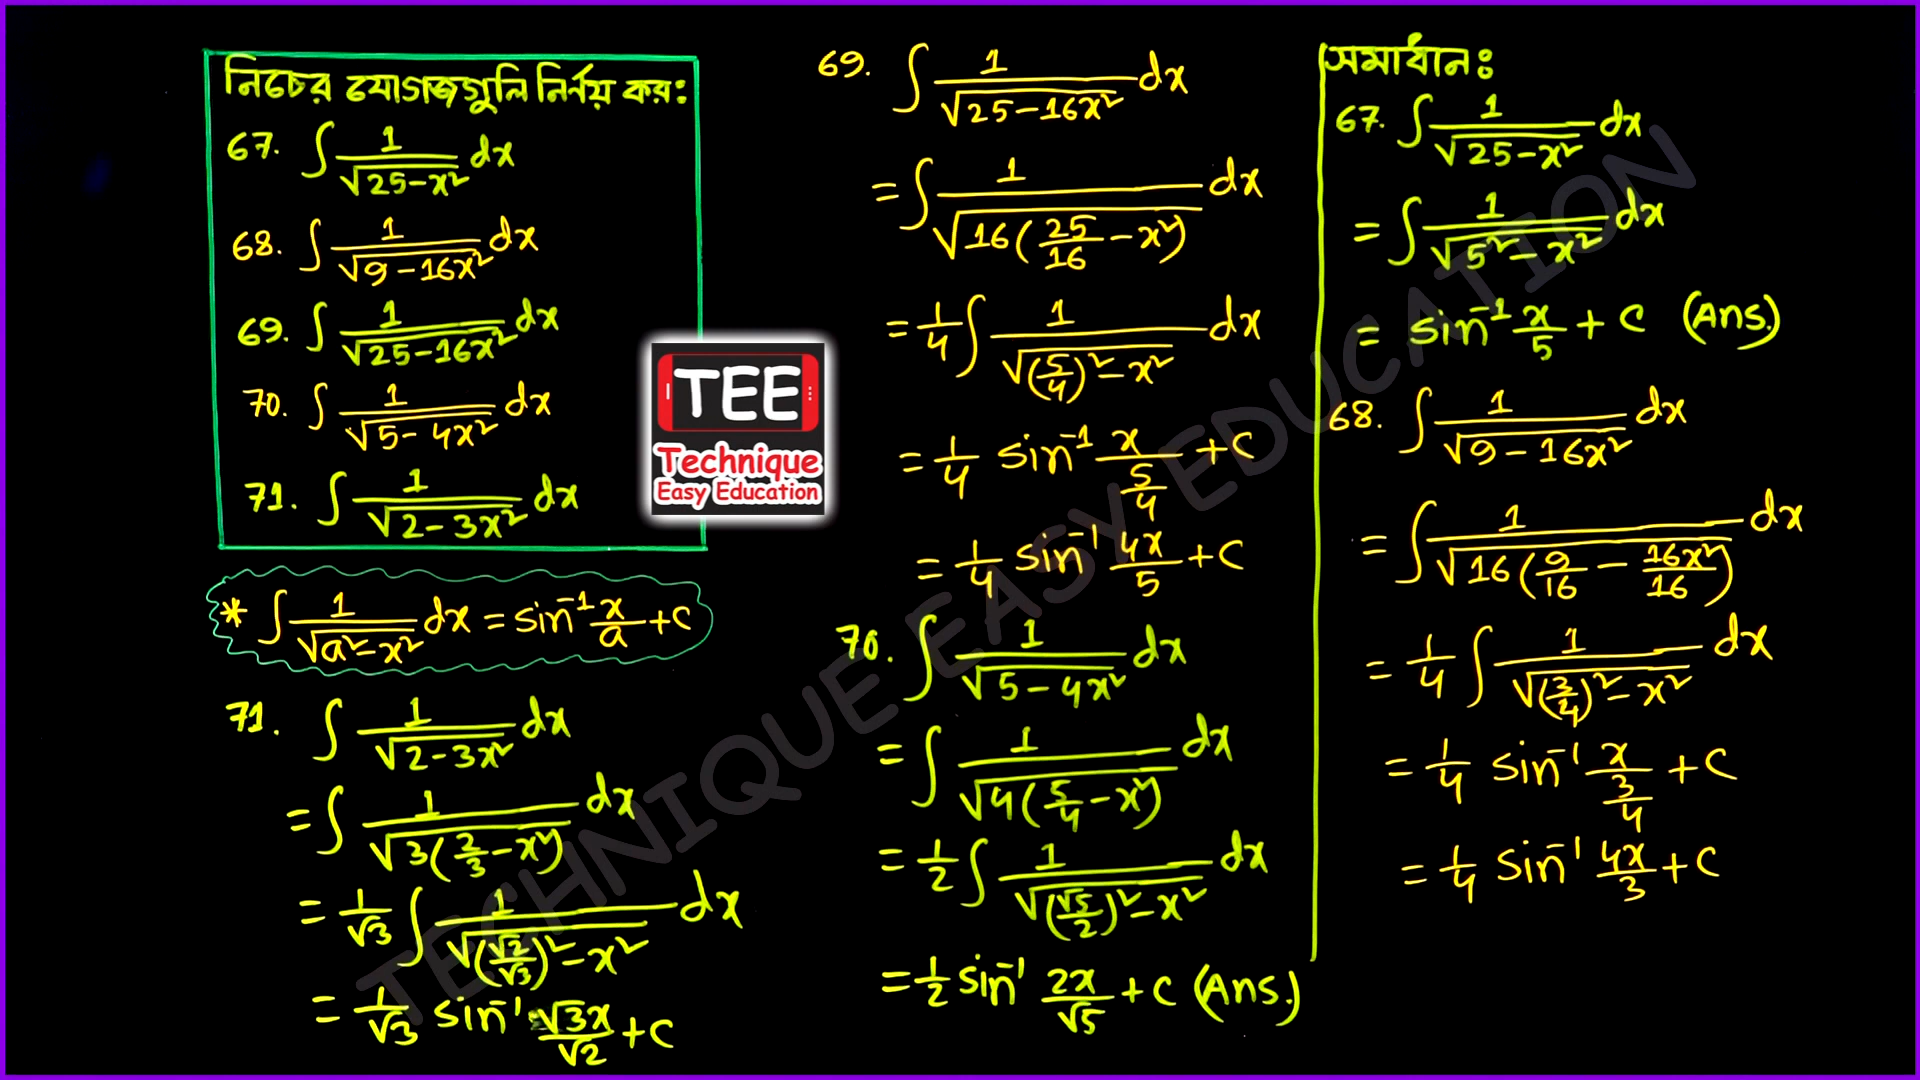 নিচের যোগজগুলি নির্ণয় কর:
67. ∫ 1/√(25-x²) dx
68. ∫ 1/√(9-16x²) dx
69. ∫ 1/√(25-16x²) dx
70. ∫ 1/√(5-4x²) dx
71. ∫ 1/√(2-3x²) dx
* ∫ 1/√(a²-x²) dx = sin⁻¹ x/a + c
71. ∫ 1/√(2-3x²) dx
= ∫ 1/√(3(2/3-x²)) dx
= 1/√3 ∫ 1/√((√2/√3)²-x²) dx
= 1/√3 sin⁻¹ √3x/√2 + c
TEE
Technique
Easy Education
69. ∫ 1/√(25-16x²) dx
= ∫ 1/√(16(25/16-x²)) dx
= 1/4 ∫ 1/√((5/4)²-x²) dx
= 1/4 sin⁻¹ x/(5/4) + c
= 1/4 sin⁻¹ 4x/5 + c
70. ∫ 1/√(5-4x²) dx
= ∫ 1/√(4(5/4-x²)) dx
= 1/2 ∫ 1/√((√5/2)²-x²) dx
= 1/2 sin⁻¹ 2x/√5 + c (Ans.)
সমাধান:
67. ∫ 1/√(25-x²) dx
= ∫ 1/√(5²-x²) dx
= sin⁻¹ x/5 + c (Ans.)
68. ∫ 1/√(9-16x²) dx
= ∫ 1/√(16(9/16-16x²/16)) dx
= 1/4 ∫ 1/√((3/4)²-x²) dx
= 1/4 sin⁻¹ x/(3/4) + c
= 1/4 sin⁻¹ 4x/3 + c
TECHNIQUE EASY EDUCATION